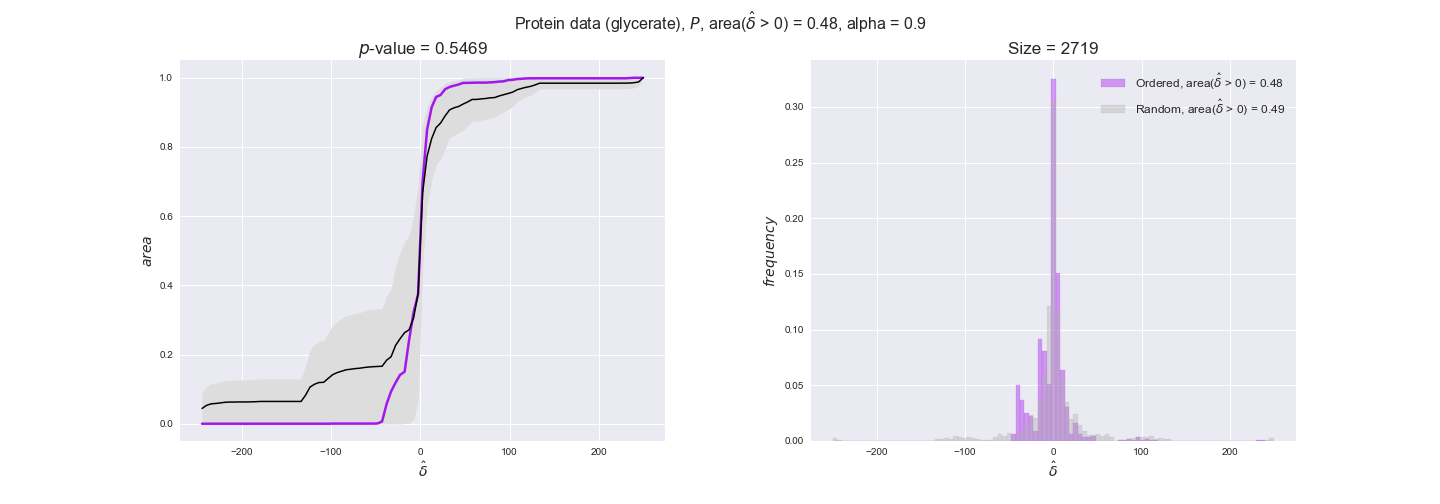 Protein data (glycerate), P, area(δ̂ > 0) = 0.48, alpha = 0.9
p-value = 0.5469
1.0
0.8
0.6
0.4
0.2
0.0
area
−200
−100
0
100
200
δ̂
Size = 2719
Ordered, area(δ̂ > 0) = 0.48
Random, area(δ̂ > 0) = 0.49
0.30
0.25
0.20
0.15
0.10
0.05
0.00
frequency
−200
−100
0
100
200
δ̂